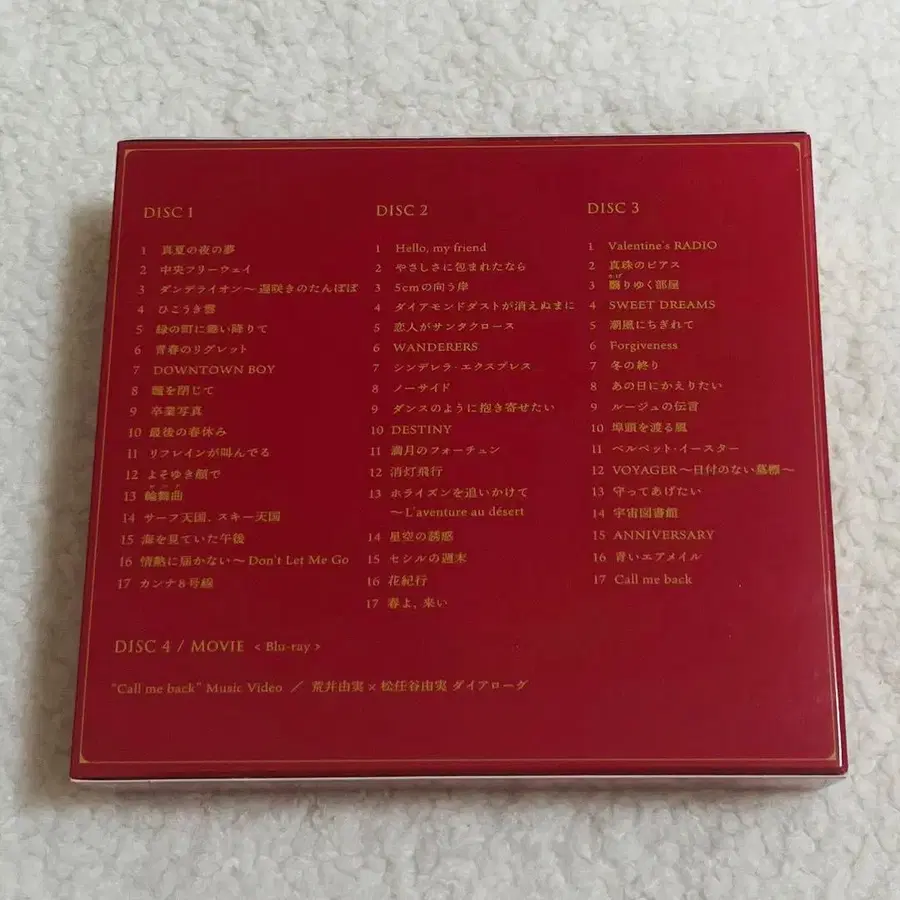 DISC 1
1 真夏の夜の夢
2 中央フリーウェイ
3 ダンデライオン～遅咲きのたんぽぽ
4 ひこうき雲
5 緑の町に舞い降りて
6 青春のリグレット
7 DOWNTOWN BOY
8 瞳を閉じて
9 卒業写真
10 最後の春休み
11 リフレインが叫んでる
12 よそゆき顔で
13 輪舞曲
14 サーフ天国、スキー天国
15 海を見ていた午後
16 情熱に届かない～Don't Let Me Go
17 カンナ8号線
DISC 2
1 Hello, my friend
2 やさしさに包まれたなら
3 5cmの向う岸
4 ダイアモンドダストが消えぬまに
5 恋人がサンタクロース
6 WANDERERS
7 シンデレラ・エクスプレス
8 ノーサイド
9 ダンスのように抱き寄せたい
10 DESTINY
11 満月のフォーチュン
12 消灯飛行
13 ホライズンを追いかけて
～L'aventure au désert
14 星空の誘惑
15 セシルの週末
16 花紀行
17 春よ、来い
DISC 3
1 Valentine's RADIO
2 真珠のピアス
かげ
3 翳りゆく部屋
4 SWEET DREAMS
5 潮風にちぎれて
6 Forgiveness
7 冬の終り
8 あの日にかえりたい
9 ルージュの伝言
10 埠頭を渡る風
11 ベルベット・イースター
12 VOYAGER～日付のない墓標～
13 守ってあげたい
14 宇宙図書館
15 ANNIVERSARY
16 青いエアメイル
17 Call me back
DISC 4 / MOVIE < Blu-ray >
"Call me back" Music Video ／ 荒井由実×松任谷由実 ダイアローグ